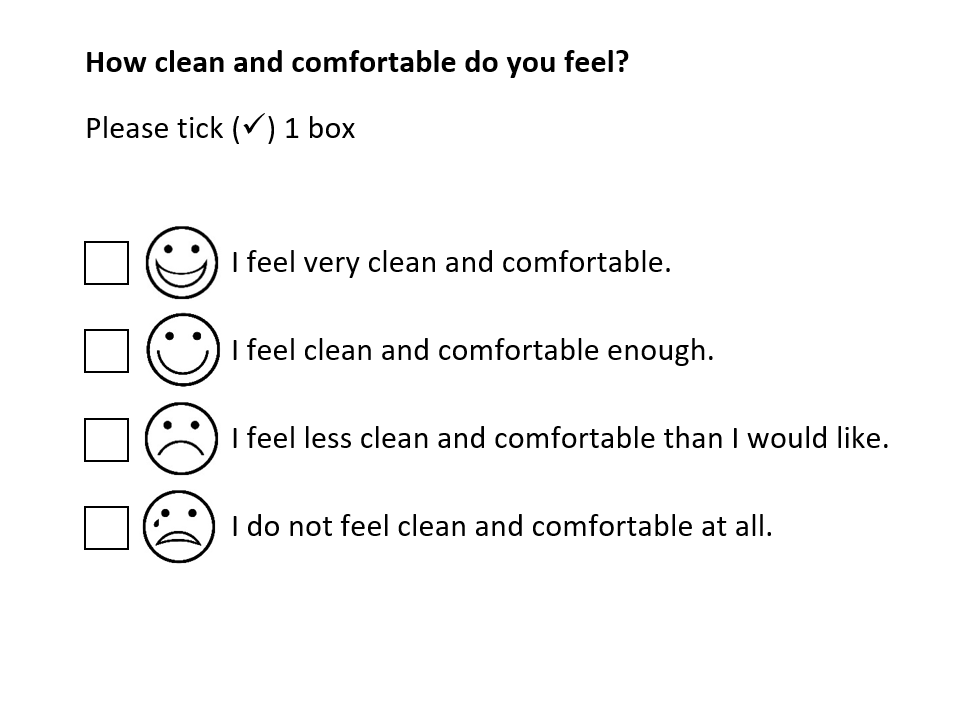 How clean and comfortable do you feel?
Please tick (✓) 1 box
I feel very clean and comfortable.
I feel clean and comfortable enough.
I feel less clean and comfortable than I would like.
I do not feel clean and comfortable at all.